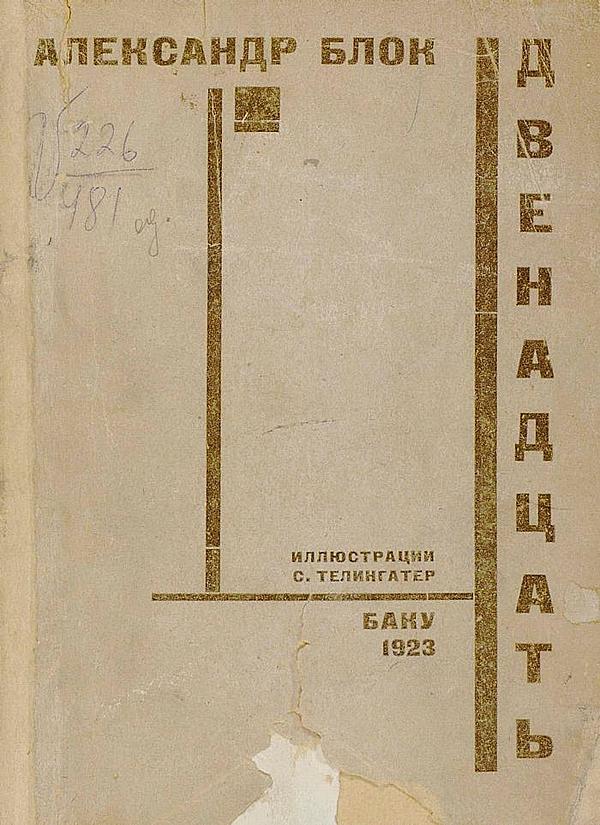 АЛЕКСАНДР БЛОК
ДВЕНАДЦАТЬ
226
481
ИЛЛЮСТРАЦИИ
С. ТЕЛИНГАТЕР
БАКУ
1923